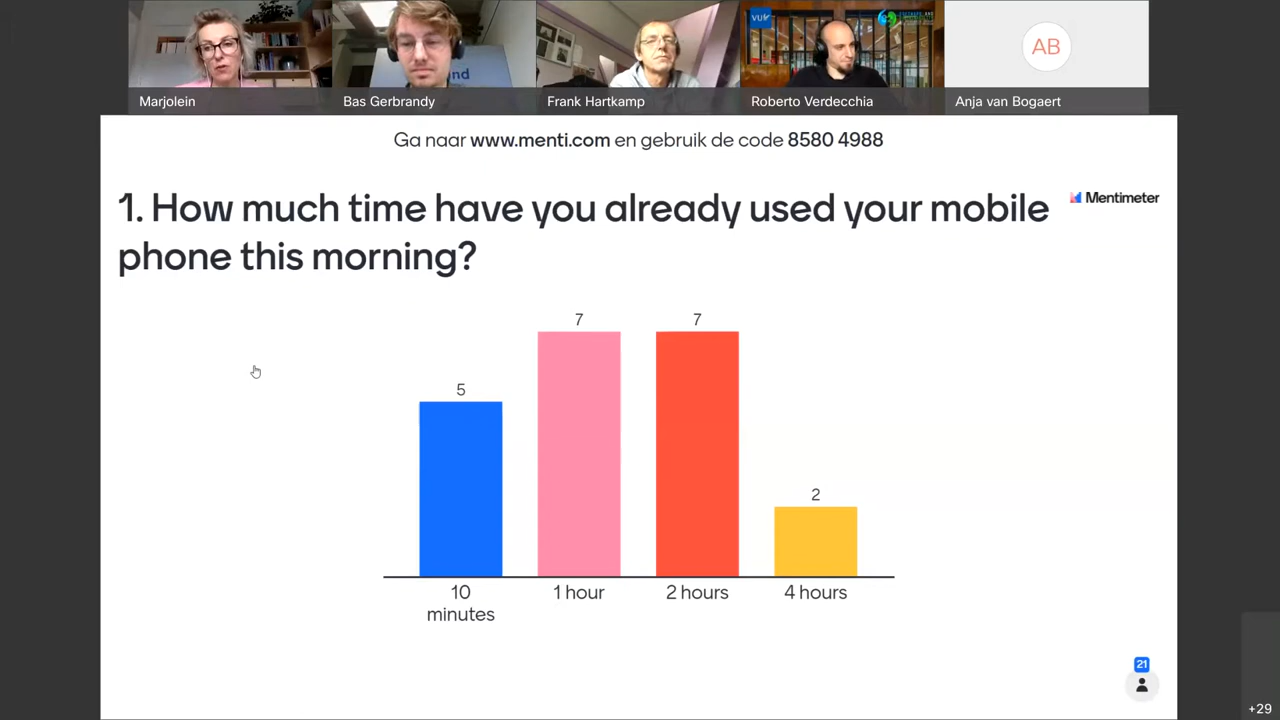 VU
nd
AB
Marjolein
Bas Gerbrandy
Frank Hartkamp
Roberto Verdecchia
Anja van Bogaert
Ga naar www.menti.com en gebruik de code 8580 4988
1. How much time have you already used your mobile
phone this morning?
Mentimeter
7
7
5
2
10
minutes
1 hour
2 hours
4 hours
21
+29